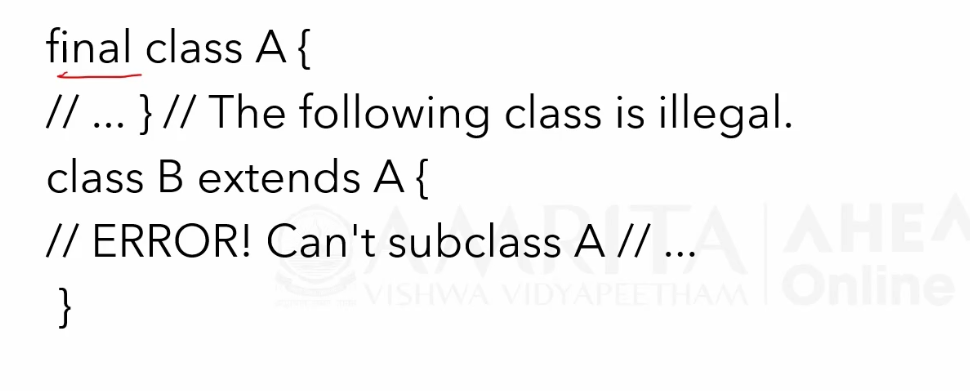 final class A {
// ... } // The following class is illegal.
class B extends A {
// ERROR! Can't subclass A // ...
}
AMRITA
VISHWA VIDYAPEETHAM
AHEA
Online